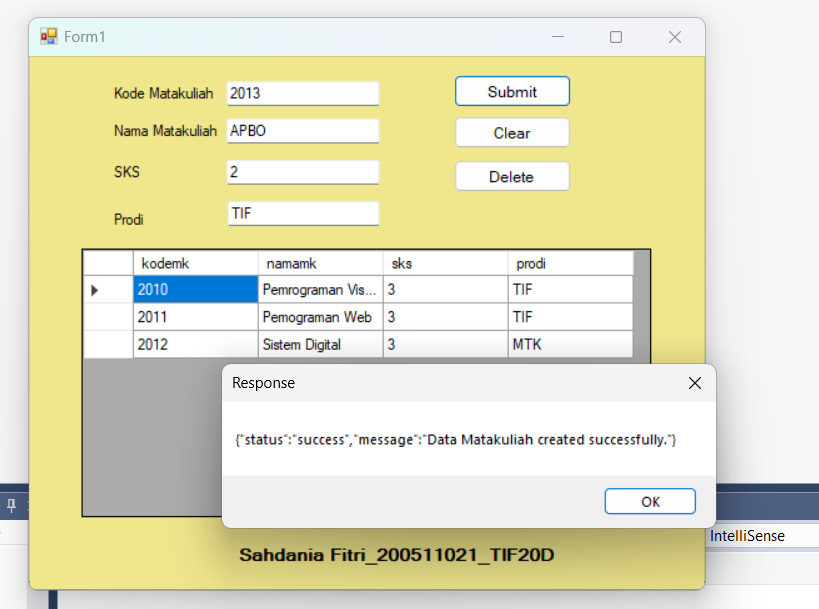 Form1
Kode Matakuliah 2013 Submit
Nama Matakuliah APBO Clear
SKS 2 Delete
Prodi TIF
kodemk namamk sks prodi
2010 Pemrograman Vis... 3 TIF
2011 Pemograman Web 3 TIF
2012 Sistem Digital 3 MTK
Response
{"status":"success","message":"Data Matakuliah created successfully."}
OK
IntelliSense
Sahdania Fitri_200511021_TIF20D